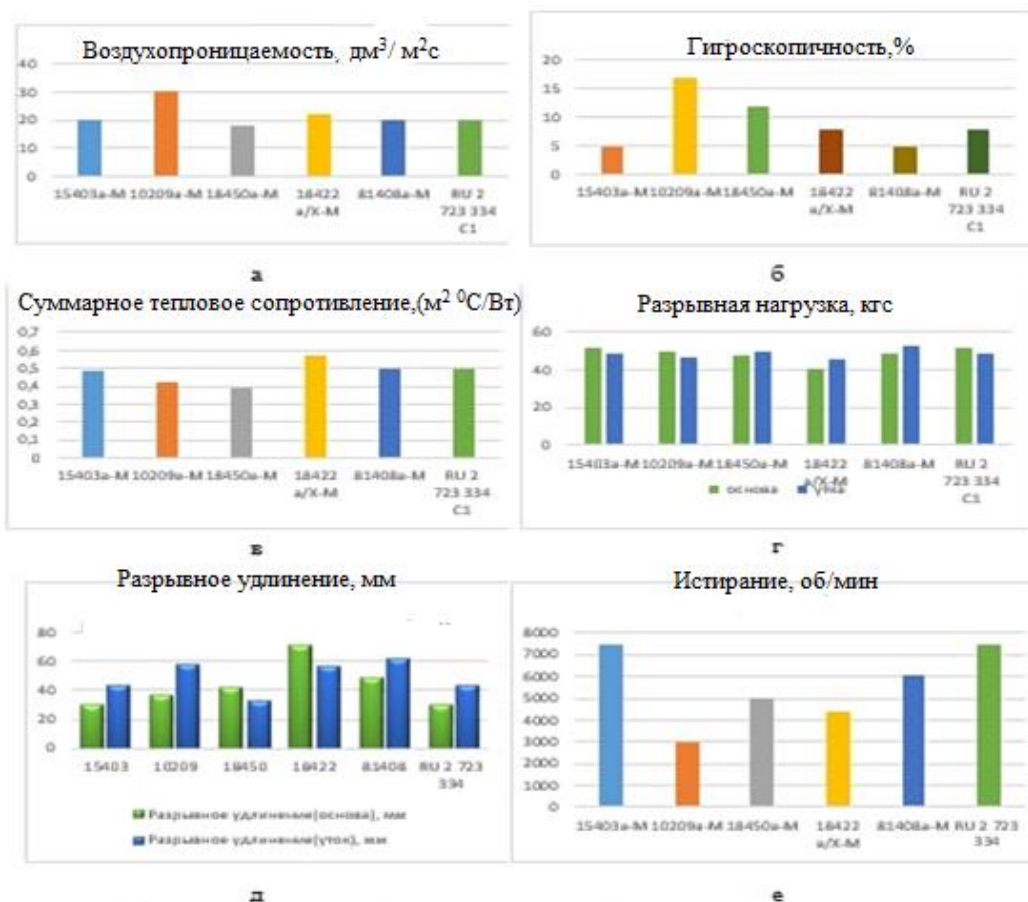 Воздухопроницаемость, дм³/ м²с
40
30
20
10
0
15403а-М 10209а-М 18450а-М 18422 а/Х-М 81408а-М RU 2 723 334 С1
а
Гигроскопичность,%
20
15
10
5
0
15403а-М 10209а-М 18450а-М 18422 а/Х-М 81408а-М RU 2 723 334 С1
б
Суммарное тепловое сопротивление,(м² ⁰С/Вт)
0,7
0,6
0,5
0,4
0,3
0,2
0,1
0
15403а-М 10209а-М 18450а-М 18422 а/Х-М 81408а-М RU 2 723 334 С1
в
Разрывная нагрузка, кгс
60
40
20
0
15403а-М 10209а-М 18450а-М 18422 а/Х-М 81408а-М RU 2 723 334 С1
основа
г
Разрывное удлинение, мм
80
60
40
20
0
15403 10209 18450 18422 81408 RU 2 723 334
Разрывное удлинение(основа), мм
Разрывное удлинение(уток), мм
д
Истирание, об/мин
8000
7000
6000
5000
4000
3000
2000
1000
0
15403а-М 10209а-М 18450а-М 18422 а/Х-М 81408а-М RU 2 723 334
е